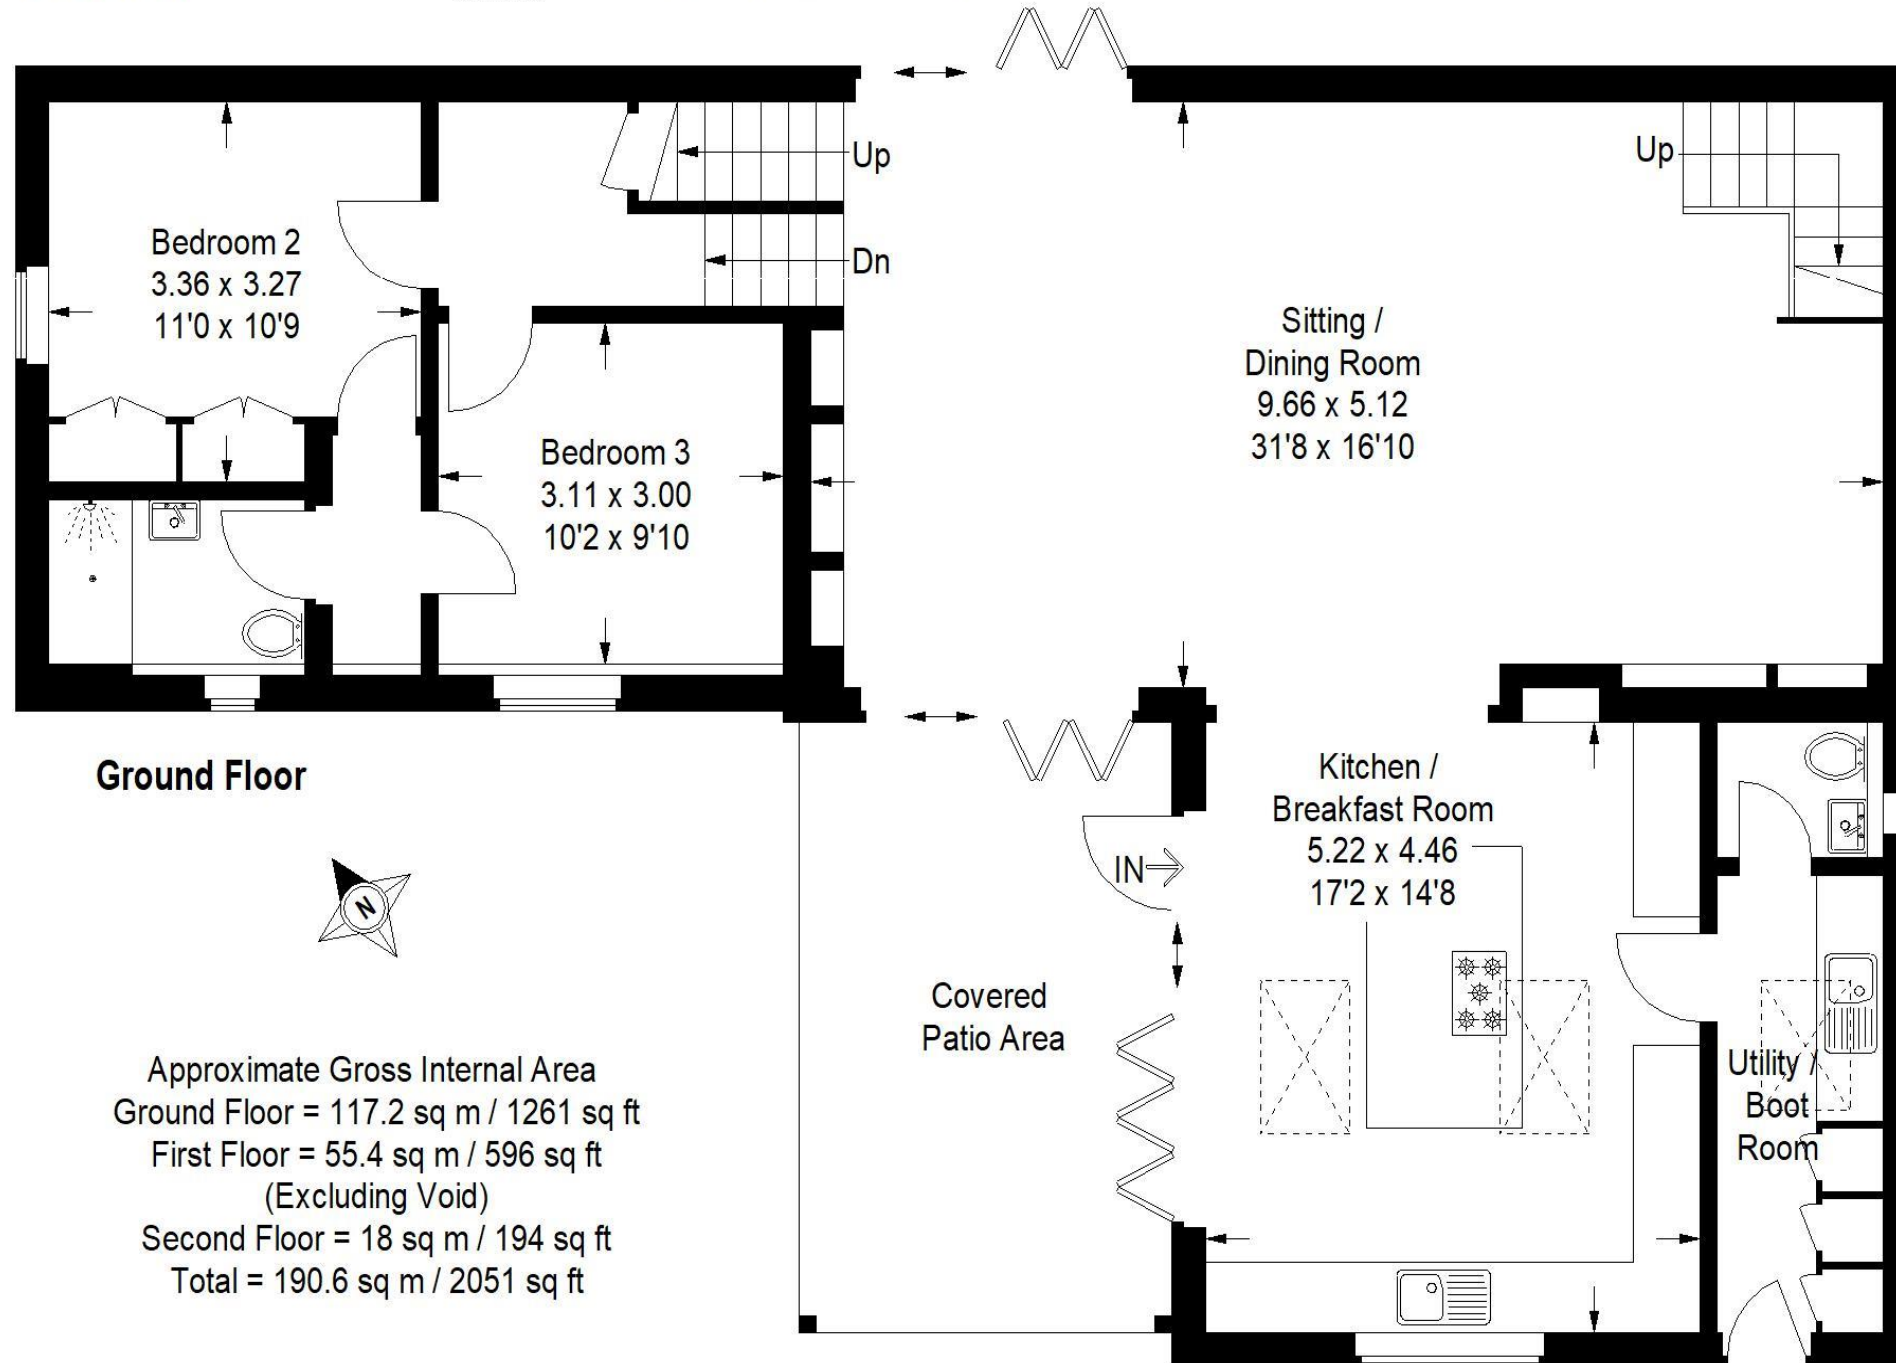 Up
Up
Bedroom 2
3.36 x 3.27
11'0 x 10'9
Dn
Sitting /
Dining Room
9.66 x 5.12
31'8 x 16'10
Bedroom 3
3.11 x 3.00
10'2 x 9'10
Ground Floor
Kitchen /
Breakfast Room
5.22 x 4.46
17'2 x 14'8
IN
N
Covered
Patio Area
Utility /
Boot
Room
Approximate Gross Internal Area
Ground Floor = 117.2 sq m / 1261 sq ft
First Floor = 55.4 sq m / 596 sq ft
(Excluding Void)
Second Floor = 18 sq m / 194 sq ft
Total = 190.6 sq m / 2051 sq ft